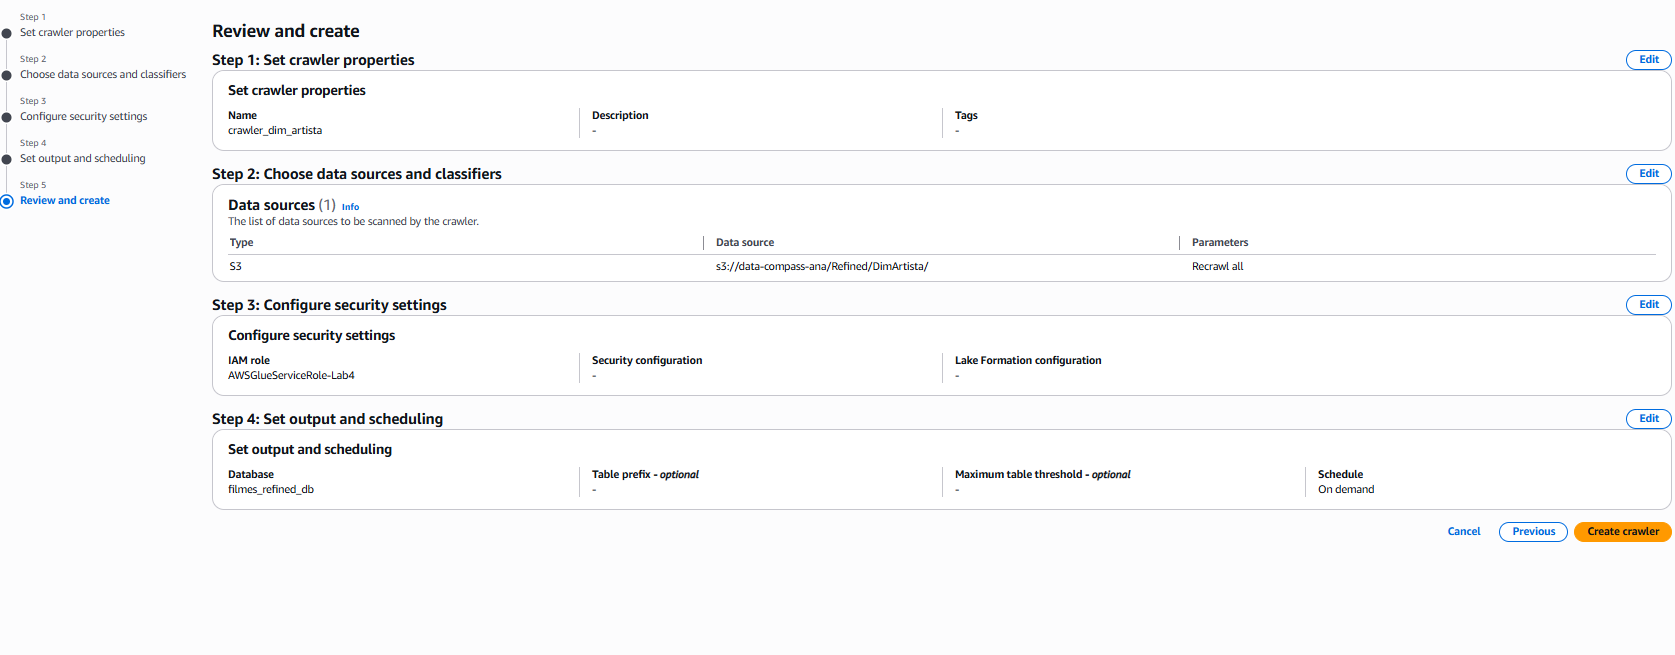 Step 1
Set crawler properties
Step 2
Choose data sources and classifiers
Step 3
Configure security settings
Step 4
Set output and scheduling
Step 5
Review and create
Review and create
Step 1: Set crawler properties
Edit
Set crawler properties
Name
crawler_dim_artista
Description
-
Tags
-
Step 2: Choose data sources and classifiers
Edit
Data sources (1) Info
The list of data sources to be scanned by the crawler.
Type
Data source
Parameters
S3
s3://data-compass-ana/Refined/DimArtista/
Recrawl all
Step 3: Configure security settings
Edit
Configure security settings
IAM role
AWSGlueServiceRole-Lab4
Security configuration
-
Lake Formation configuration
-
Step 4: Set output and scheduling
Edit
Set output and scheduling
Database
filmes_refined_db
Table prefix - optional
-
Maximum table threshold - optional
-
Schedule
On demand
Cancel
Previous
Create crawler